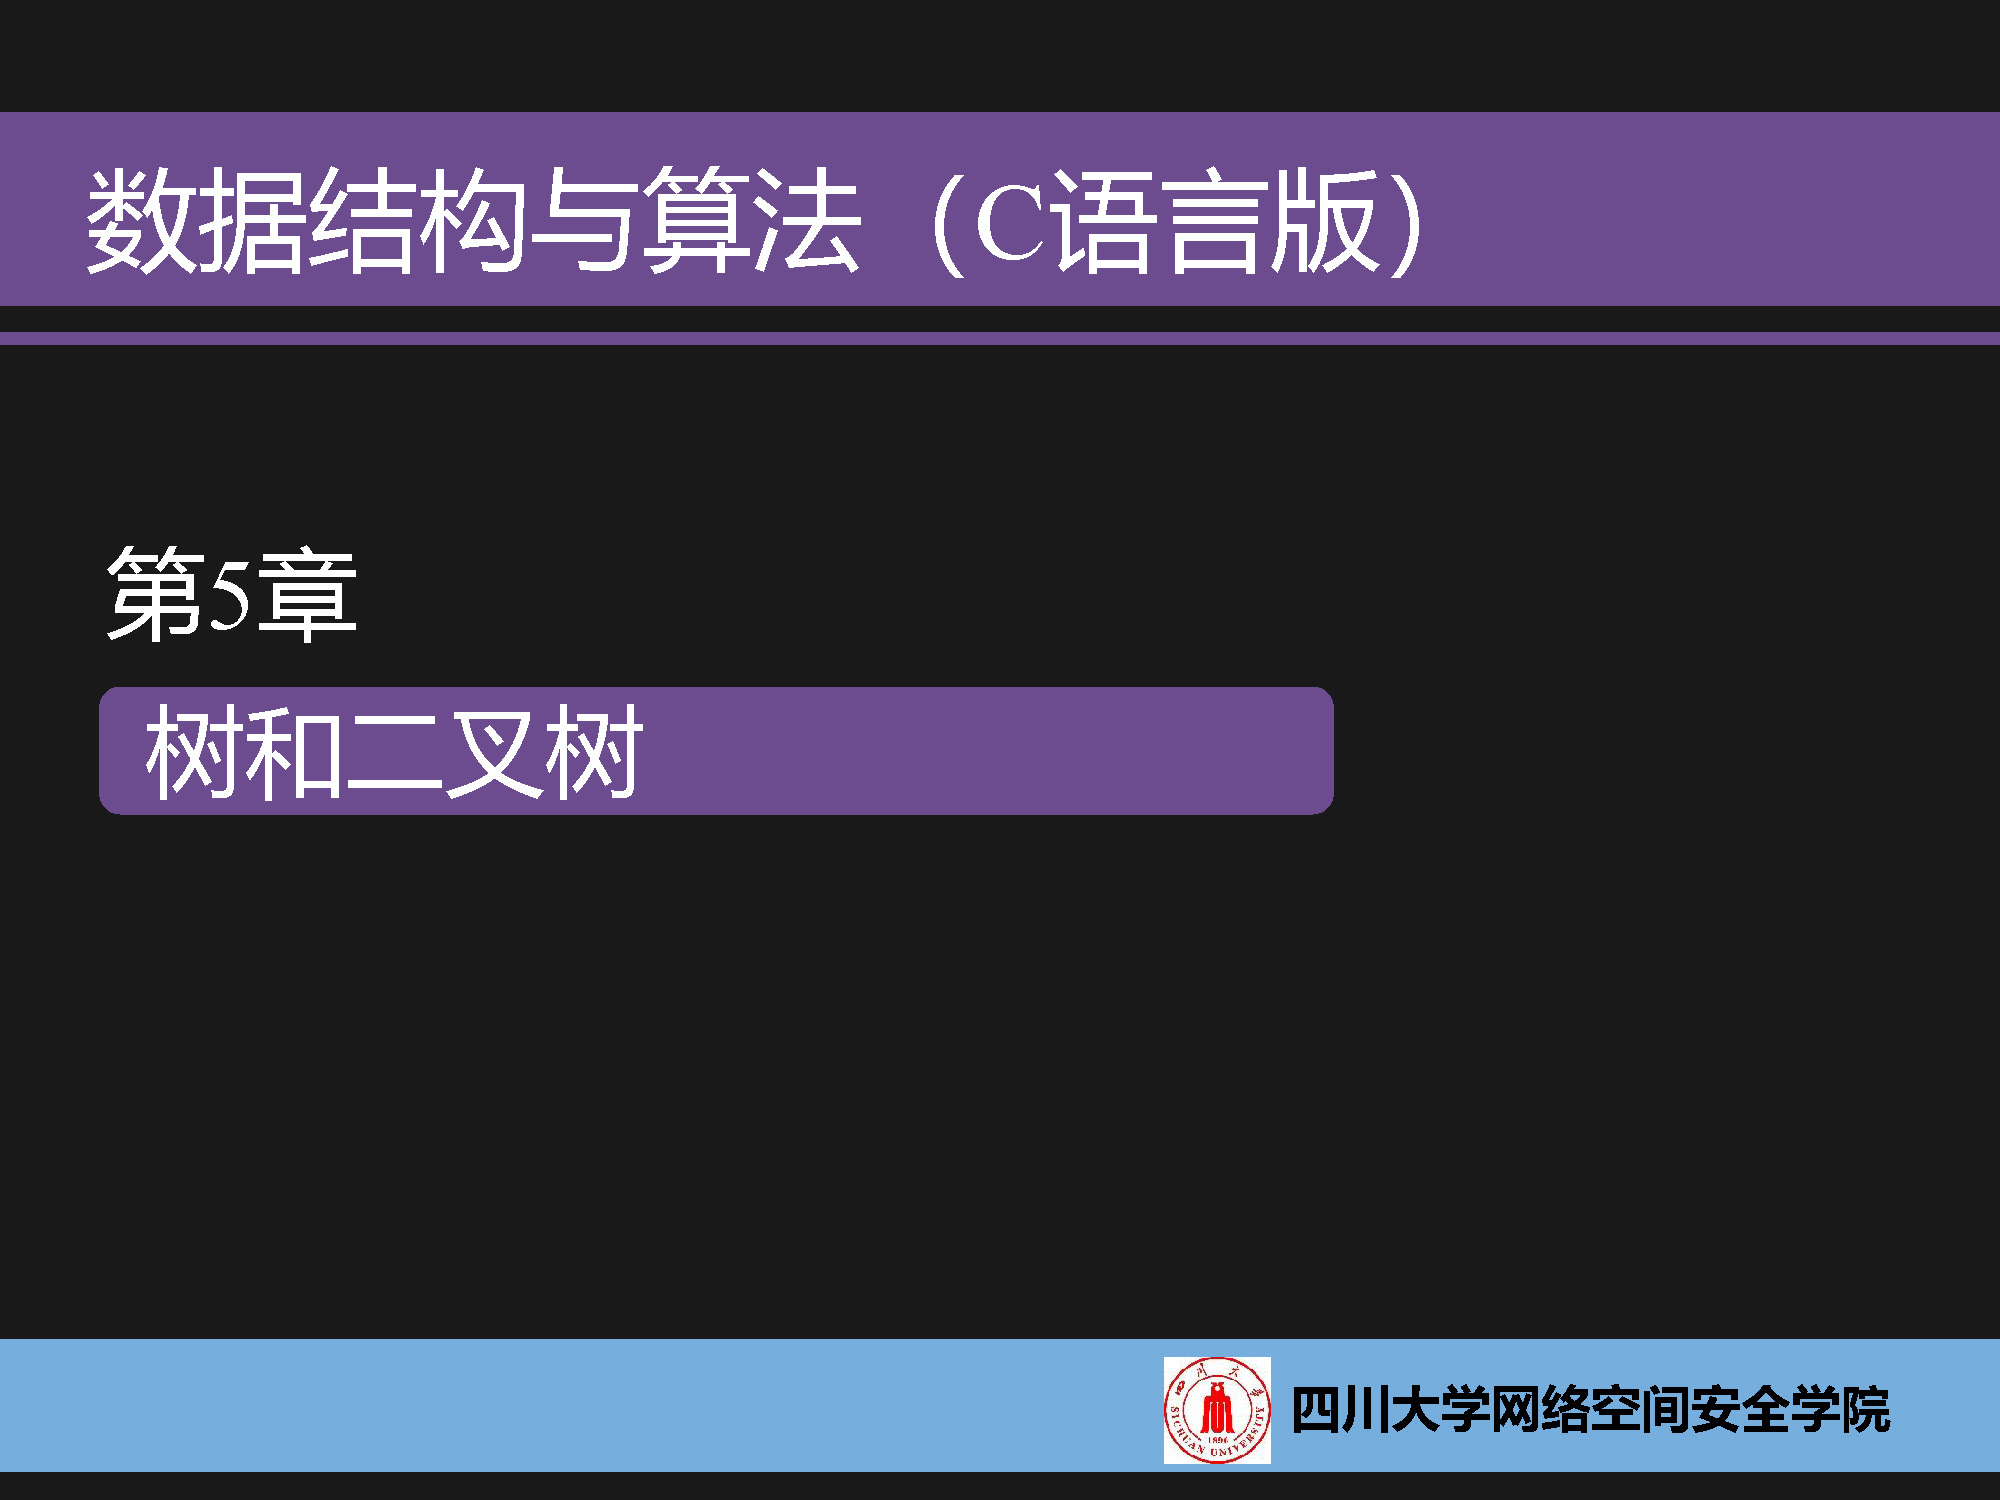 数据结构与算法（C语言版）
第5章
树和二叉树
四川大学
SICHUAN UNIVERSITY
1896
四川大学网络空间安全学院